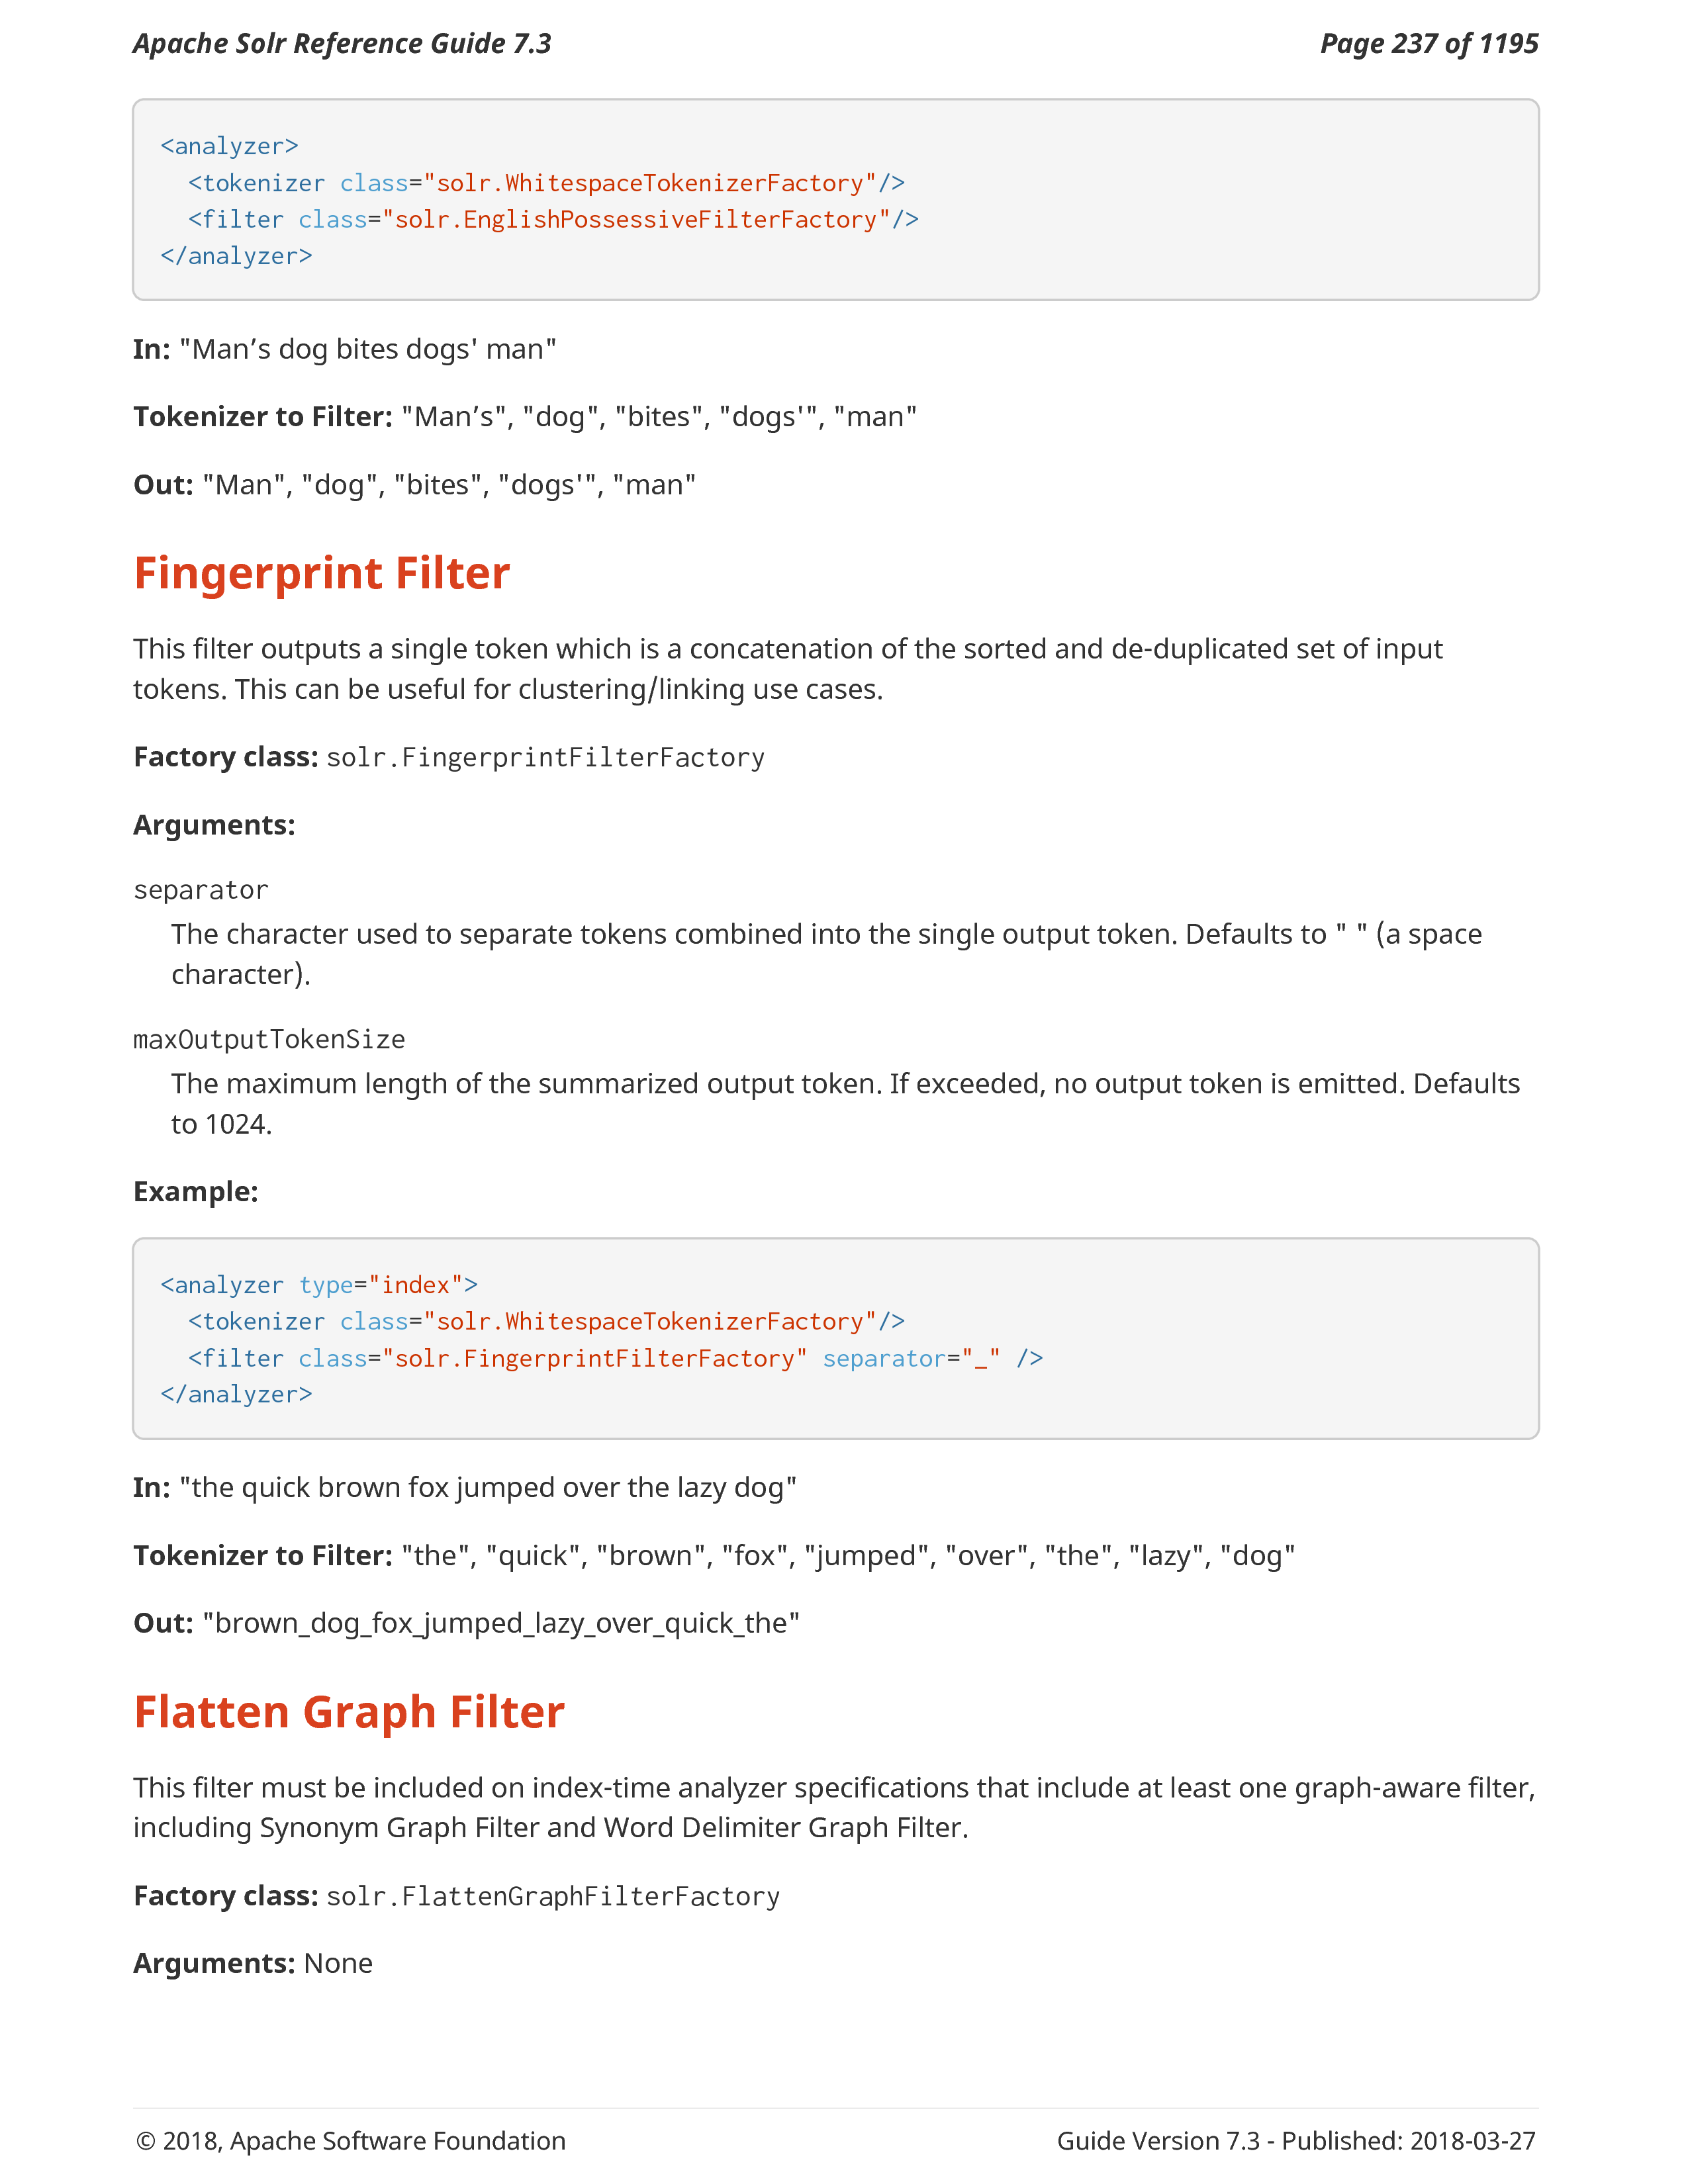 Apache Solr Reference Guide 7.3
Page 237 of 1195
<analyzer>
  <tokenizer class="solr.WhitespaceTokenizerFactory"/>
  <filter class="solr.EnglishPossessiveFilterFactory"/>
</analyzer>
In: "Man’s dog bites dogs' man"
Tokenizer to Filter: "Man’s", "dog", "bites", "dogs'", "man"
Out: "Man", "dog", "bites", "dogs'", "man"
Fingerprint Filter
This filter outputs a single token which is a concatenation of the sorted and de-duplicated set of input
tokens. This can be useful for clustering/linking use cases.
Factory class: solr.FingerprintFilterFactory
Arguments:
separator
The character used to separate tokens combined into the single output token. Defaults to " " (a space
character).
maxOutputTokenSize
The maximum length of the summarized output token. If exceeded, no output token is emitted. Defaults
to 1024.
Example:
<analyzer type="index">
  <tokenizer class="solr.WhitespaceTokenizerFactory"/>
  <filter class="solr.FingerprintFilterFactory" separator="_" />
</analyzer>
In: "the quick brown fox jumped over the lazy dog"
Tokenizer to Filter: "the", "quick", "brown", "fox", "jumped", "over", "the", "lazy", "dog"
Out: "brown_dog_fox_jumped_lazy_over_quick_the"
Flatten Graph Filter
This filter must be included on index-time analyzer specifications that include at least one graph-aware filter,
including Synonym Graph Filter and Word Delimiter Graph Filter.
Factory class: solr.FlattenGraphFilterFactory
Arguments: None
© 2018, Apache Software Foundation
Guide Version 7.3 - Published: 2018-03-27